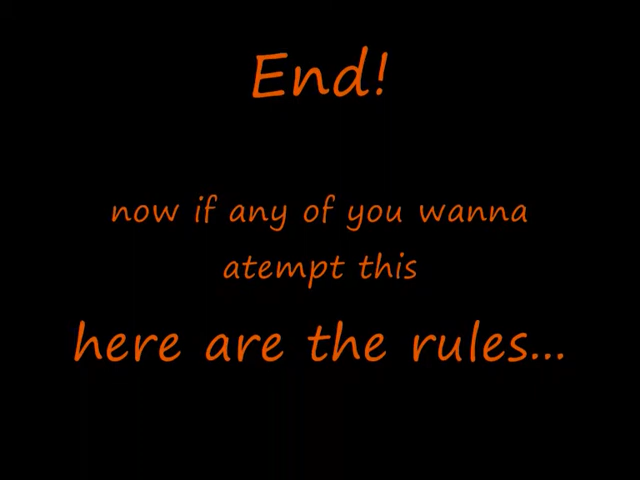 End!
now if any of you wanna
atempt this
here are the rules...